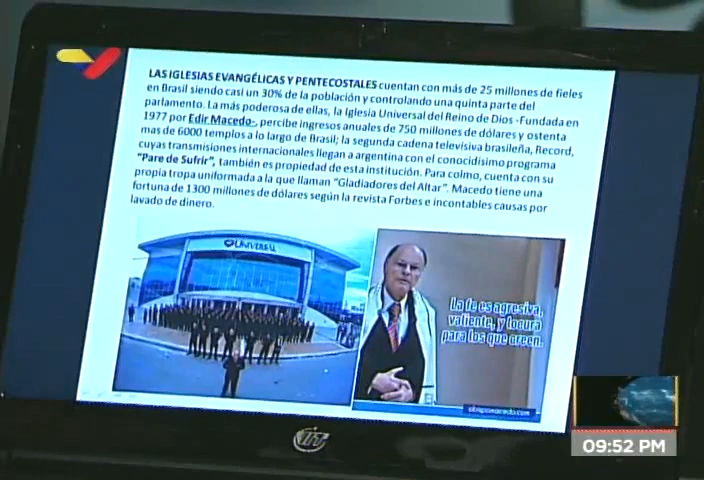 LAS IGLESIAS EVANGÉLICAS Y PENTECOSTALES cuentan con más de 25 millones de fieles
en Brasil siendo casi un 30% de la población y controlando una quinta parte del
parlamento. La más poderosa de ellas, la Iglesia Universal del Reino de Dios -Fundada en
1977 por Edir Macedo-, percibe ingresos anuales de 750 millones de dólares y ostenta
mas de 6000 templos a lo largo de Brasil; la segunda cadena televisiva brasileña, Record,
cuyas transmisiones internacionales llegan a argentina con el conocidísimo programa
“Pare de Sufrir”, también es propiedad de esta institución. Para colmo, cuenta con su
propia tropa uniformada a la que llaman “Gladiadores del Altar”. Macedo tiene una
fortuna de 1300 millones de dólares según la revista Forbes e incontables causas por
lavado de dinero.
UNIVERSAL
La fe es agresiva,
valiente, y locura
para los que creen.
VIT
09:52 PM